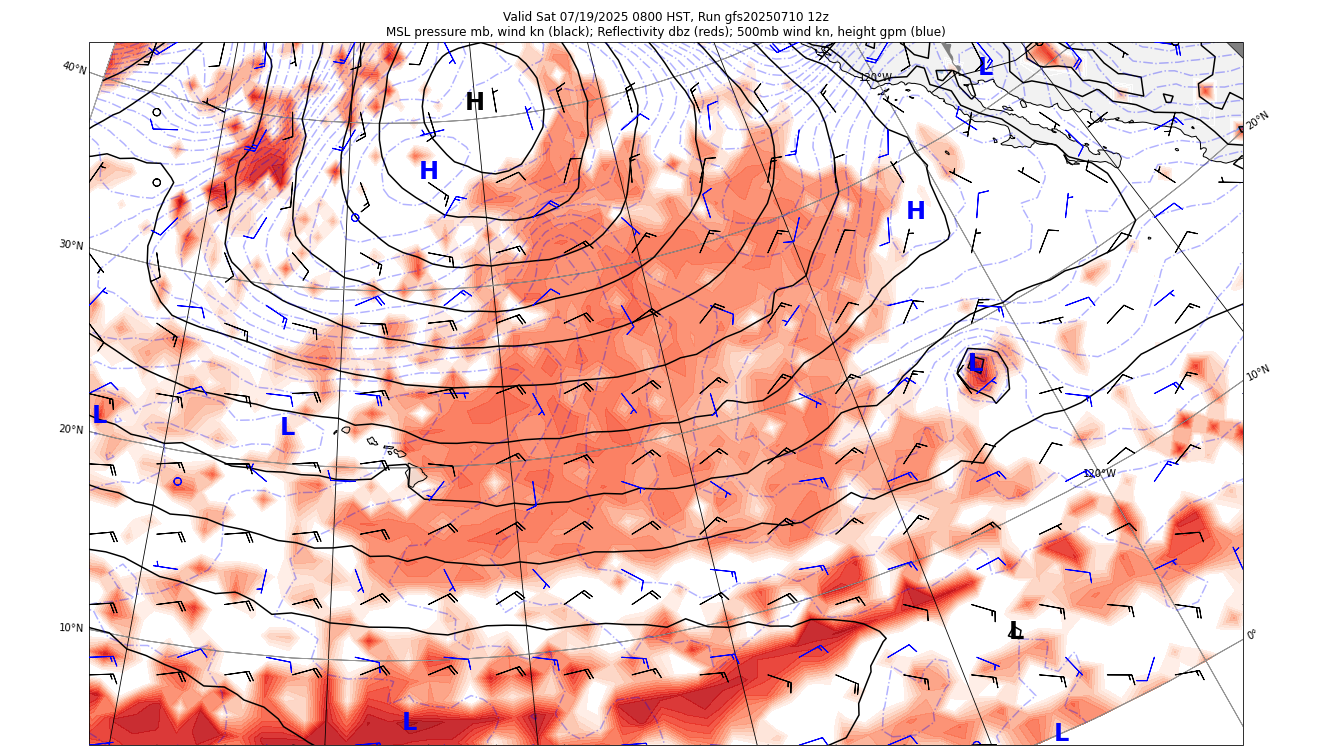 Valid Sat 07/19/2025 0800 HST, Run gfs20250710 12z
MSL pressure mb, wind kn (black); Reflectivity dbz (reds); 500mb wind kn, height gpm (blue)
40°N
L
120°W
H
20°N
H
H
30°N
L
10°N
L
L
20°N
120°W
10°N
L
0°
L
L